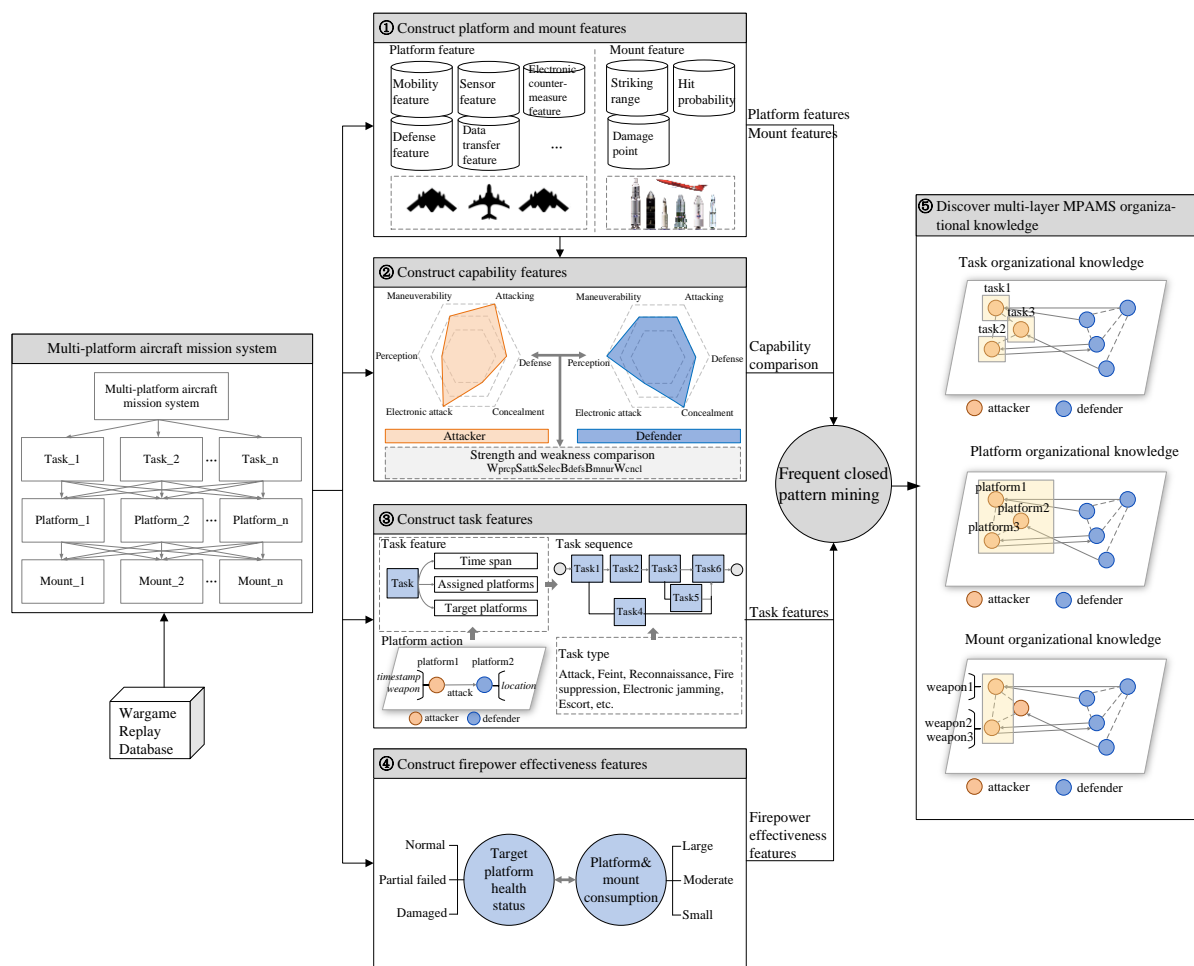 Multi-platform aircraft mission system
Multi-platform aircraft
mission system
Task_1
Task_2
...
Task_n
Platform_1
Platform_2
...
Platform_n
Mount_1
Mount_2
...
Mount_n
Wargame
Replay
Database
① Construct platform and mount features
Platform feature
Mobility
feature
Sensor
feature
Electronic
counter-
measure
feature
Defense
feature
Data
transfer
feature
...
Mount feature
Striking
range
Hit
probability
Damage
point
② Construct capability features
Maneuverability
Attacking
Perception
Defense
Electronic attack
Concealment
Attacker
Maneuverability
Attacking
Perception
Defense
Electronic attack
Concealment
Defender
Strength and weakness comparison
WprcpSattkSelecBdefsBmnurWcncl
③ Construct task features
Task feature
Task
Time span
Assigned platforms
Target platforms
Task sequence
Task1
Task2
Task3
Task6
Task5
Task4
Platform action
platform1
platform2
timestamp
weapon
attack
location
attacker
defender
Task type
Attack, Feint, Reconnaissance, Fire
suppression, Electronic jamming,
Escort, etc.
④ Construct firepower effectiveness features
Normal
Partial failed
Damaged
Target
platform
health
status
Platform&
mount
consumption
Large
Moderate
Small
Platform features
Mount features
Capability
comparison
Task features
Firepower
effectiveness
features
Frequent closed
pattern mining
⑤ Discover multi-layer MPAMS organiza-
tional knowledge
Task organizational knowledge
task1
task3
task2
attacker
defender
Platform organizational knowledge
platform1
platform2
platform3
attacker
defender
Mount organizational knowledge
weapon1
weapon2
weapon3
attacker
defender